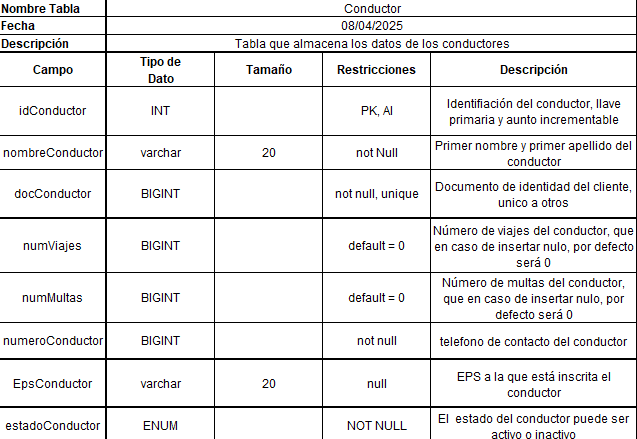 Nombre Tabla Conductor
Fecha 08/04/2025
Descripción Tabla que almacena los datos de los conductores
Campo Tipo de Dato Tamaño Restricciones Descripción
idConductor INT PK, AI Identifiación del conductor, llave primaria y aunto incrementable
nombreConductor varchar 20 not Null Primer nombre y primer apellido del conductor
docConductor BIGINT not null, unique Documento de identidad del cliente, unico a otros
numViajes BIGINT default = 0 Número de viajes del conductor, que en caso de insertar nulo, por defecto será 0
numMultas BIGINT default = 0 Número de multas del conductor, que en caso de insertar nulo, por defecto será 0
numeroConductor BIGINT not null telefono de contacto del conductor
EpsConductor varchar 20 null EPS a la que está inscrita el conductor
estadoConductor ENUM NOT NULL El estado del conductor puede ser activo o inactivo